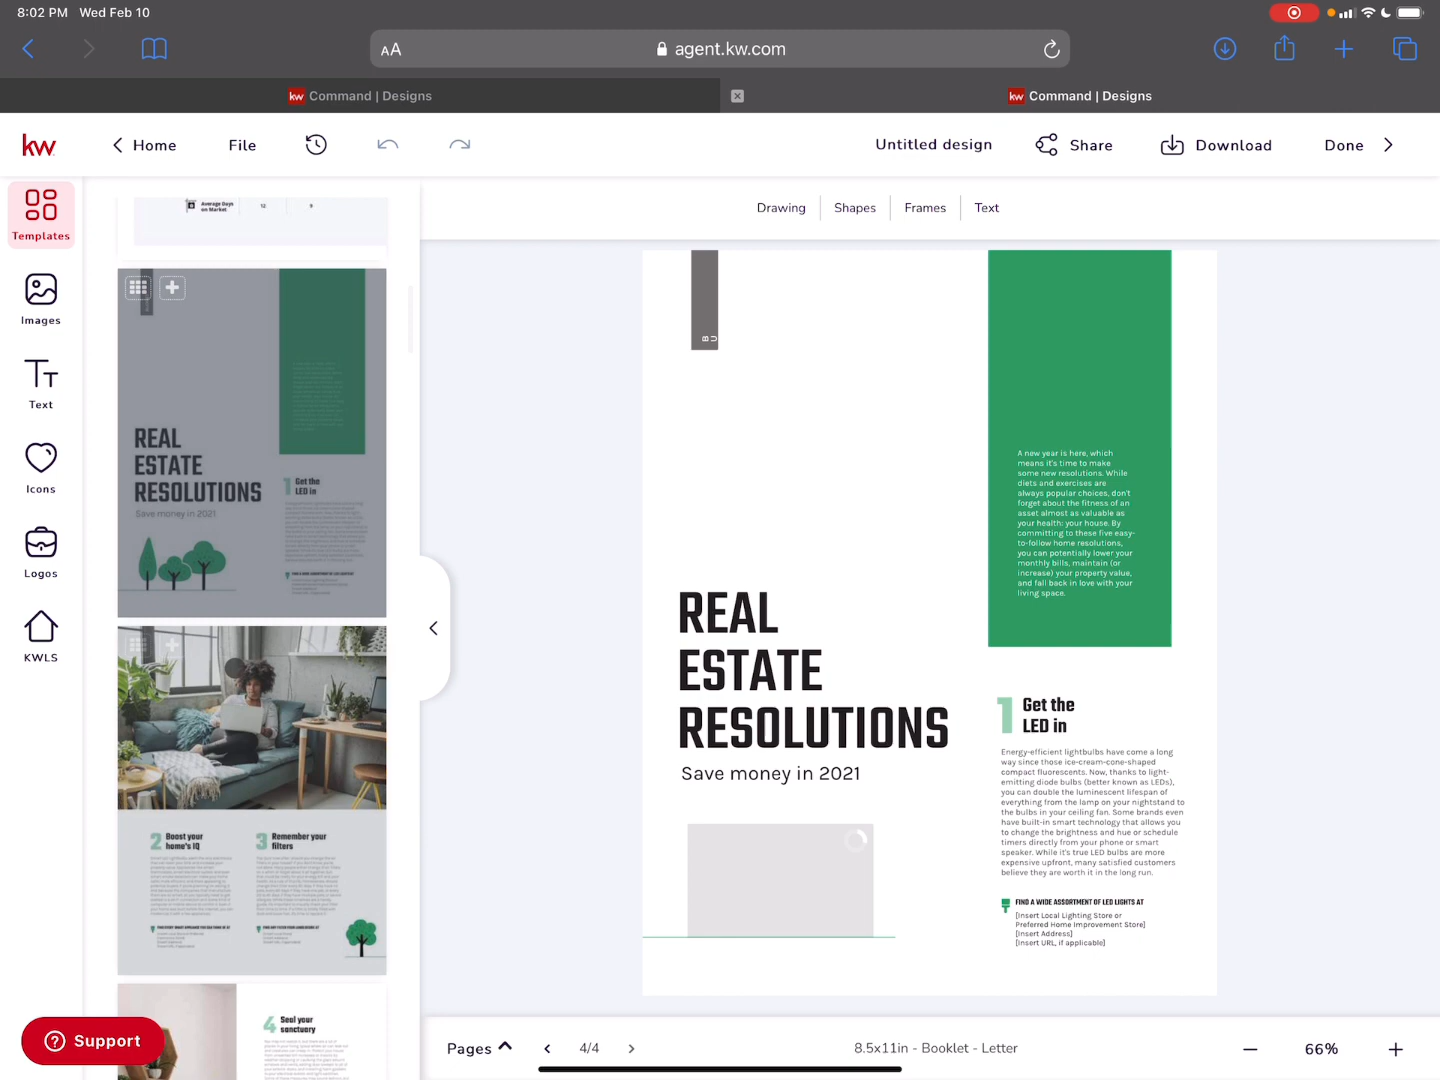 8:02 PM Wed Feb 10
AA
agent.kw.com
kw Command | Designs
kw Command | Designs
kw
Home
File
Untitled design
Share
Download
Done
Templates
Images
Text
Icons
Logos
KWLS
Support
Drawing
Shapes
Frames
Text
Average Days
on Market
12
9
REAL
ESTATE
RESOLUTIONS
Save money in 2021
1 Get the
LED in
2 Boost your
home's IQ
3 Remember your
filters
4 Seal your
sanctuary
B U
A new year is here, which
means it's time to make
some new resolutions. While
diets and exercises are
always popular choices, don't
forget about the fitness of an
asset almost as valuable as
your health: your house. By
committing to these five easy-
to-follow home resolutions,
you can potentially lower your
monthly bills, maintain (or
increase) your property value,
and fall back in love with your
living space.
REAL
ESTATE
RESOLUTIONS
Save money in 2021
1 Get the
LED in
Energy-efficient lightbulbs have come a long
way since those ice-cream-cone-shaped
compact fluorescents. Now, thanks to light-
emitting diode bulbs (better known as LEDs),
you can double the luminescent lifespan of
everything from the lamp on your nightstand to
the bulbs in your ceiling fan. Some brands even
have built-in smart technology that allows you
to change the brightness and hue or schedule
timers directly from your phone or smart
speaker. While it's true LED bulbs are more
expensive upfront, many satisfied customers
believe they are worth it in the long run.
FIND A WIDE ASSORTMENT OF LED LIGHTS AT
[Insert Local Lighting Store or
Preferred Home Improvement Store]
[Insert Address]
[Insert URL, if applicable]
Pages
4/4
8.5x11in - Booklet - Letter
66%